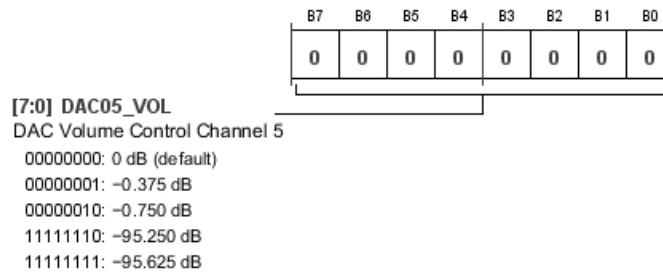 B7 B6 B5 B4 B3 B2 B1 B0
0 0 0 0 0 0 0 0
[7:0] DAC05_VOL
DAC Volume Control Channel 5
00000000: 0 dB (default)
00000001: −0.375 dB
00000010: −0.750 dB
11111110: −95.250 dB
11111111: −95.625 dB